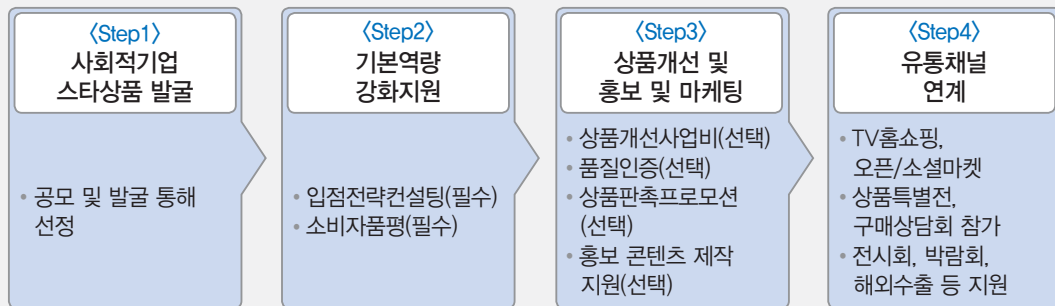 〈Step1〉
사회적기업
스타상품 발굴
• 공모 및 발굴 통해
선정
〈Step2〉
기본역량
강화지원
• 입점전략컨설팅(필수)
• 소비자품평(필수)
〈Step3〉
상품개선 및
홍보 및 마케팅
• 상품개선사업비(선택)
• 품질인증(선택)
• 상품판촉프로모션
(선택)
• 홍보 콘텐츠 제작
지원(선택)
〈Step4〉
유통채널
연계
• TV홈쇼핑,
오픈/소셜마켓
• 상품특별전,
구매상담회 참가
• 전시회, 박람회,
해외수출 등 지원